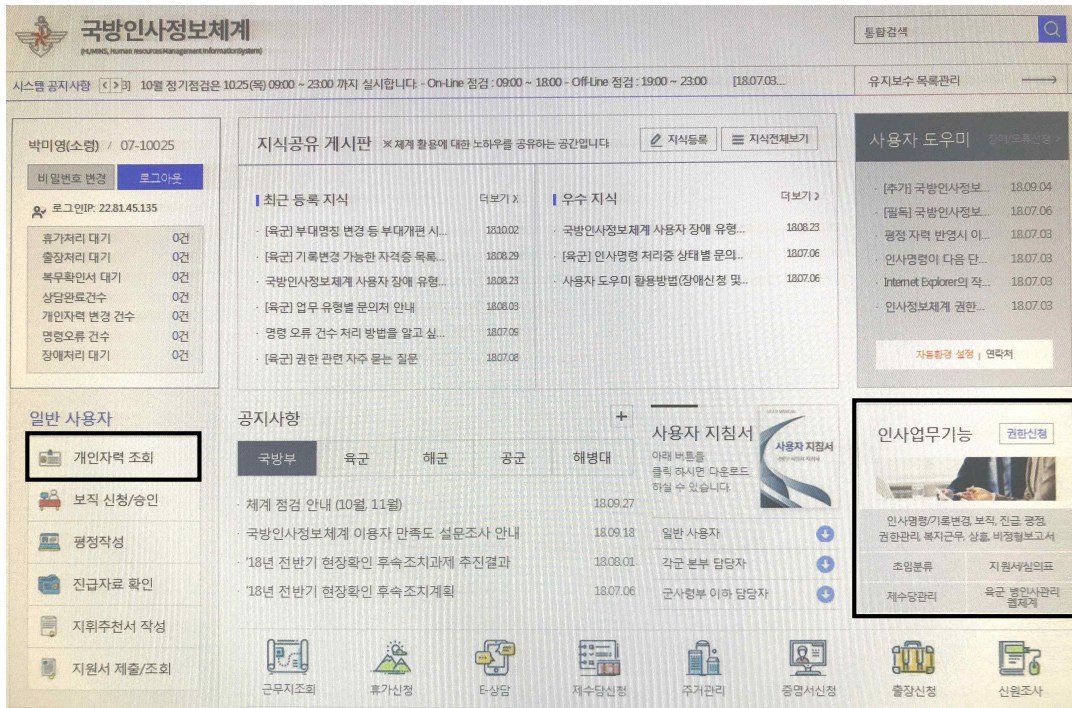 국방인사정보체계
(HUMINS, Human resources Management Information System)
통합검색
시스템 공지사항 < > 3] 10월 정기점검은 10.25(목) 09:00 ~ 23:00 까지 실시합니다. - On-Line 점검 : 09:00 ~ 18:00 - Off-Line 점검 : 19:00 ~ 23:00 [18.07.03...
유지보수 목록관리
박미영(소령) / 07-10025
비밀번호 변경 로그아웃
로그인IP: 22.81.45.135
휴가처리 대기 0건
출장처리 대기 0건
복무확인서 대기 0건
상담완료건수 0건
개인자력 변경 건수 0건
명령오류 건수 0건
장애처리 대기 0건
지식공유 게시판 ※체계 활용에 대한 노하우를 공유하는 공간입니다
지식등록 지식전체보기
최근 등록 지식 더보기
· [육군] 부대명칭 변경 등 부대개편 시... 18.10.02
· [육군] 기록변경 가능한 자격증 목록... 18.08.29
· 국방인사정보체계 사용자 장애 유형... 18.08.23
· [육군] 업무 유형별 문의처 안내 18.08.03
· 명령 오류 건수 처리 방법을 알고 싶... 18.07.09
· [육군] 권한 관련 자주 묻는 질문 18.07.08
우수 지식 더보기
· 국방인사정보체계 사용자 장애 유형... 18.08.23
· [육군] 인사명령 처리중 상태별 문의... 18.07.06
· 사용자 도우미 활용방법(장애신청 및... 18.07.06
사용자 도우미 장애/오류신청 >
· [추가] 국방인사정보... 18.09.04
· [필독] 국방인사정보... 18.07.06
· 평정 자력 반영시 이... 18.07.03
· 인사명령이 다음 단... 18.07.03
· Internet Explorer의 작... 18.07.03
· 인사정보체계 권한... 18.07.03
자동환경 설정 | 연락처
일반 사용자
개인자력 조회
보직 신청/승인
평정작성
진급자료 확인
지휘추천서 작성
지원서 제출/조회
공지사항 +
국방부 육군 해군 공군 해병대
· 체계 점검 안내 (10월, 11월) 18.09.27
· 국방인사정보체계 이용자 만족도 설문조사 안내 18.09.18
· '18년 전반기 현장확인 후속조치과제 추진결과 18.08.01
· '18년 전반기 현장확인 후속조치계획 18.07.06
사용자 지침서
아래 버튼을
클릭 하시면 다운로드
하실 수 있습니다.
사용자 지침서
일반 사용자
각군 본부 담당자
군사령부 이하 담당자
인사업무기능 권한신청
인사명령/기록변경, 보직, 진급, 평정,
권한관리, 복지근무, 상훈, 비정형보고서
초임분류 지원서/심의표
제수당관리 육군 병인사관리
웹체계
근무지조회 휴가신청 E-상담 제수당신청 주거관리 증명서신청 출장신청 신원조사